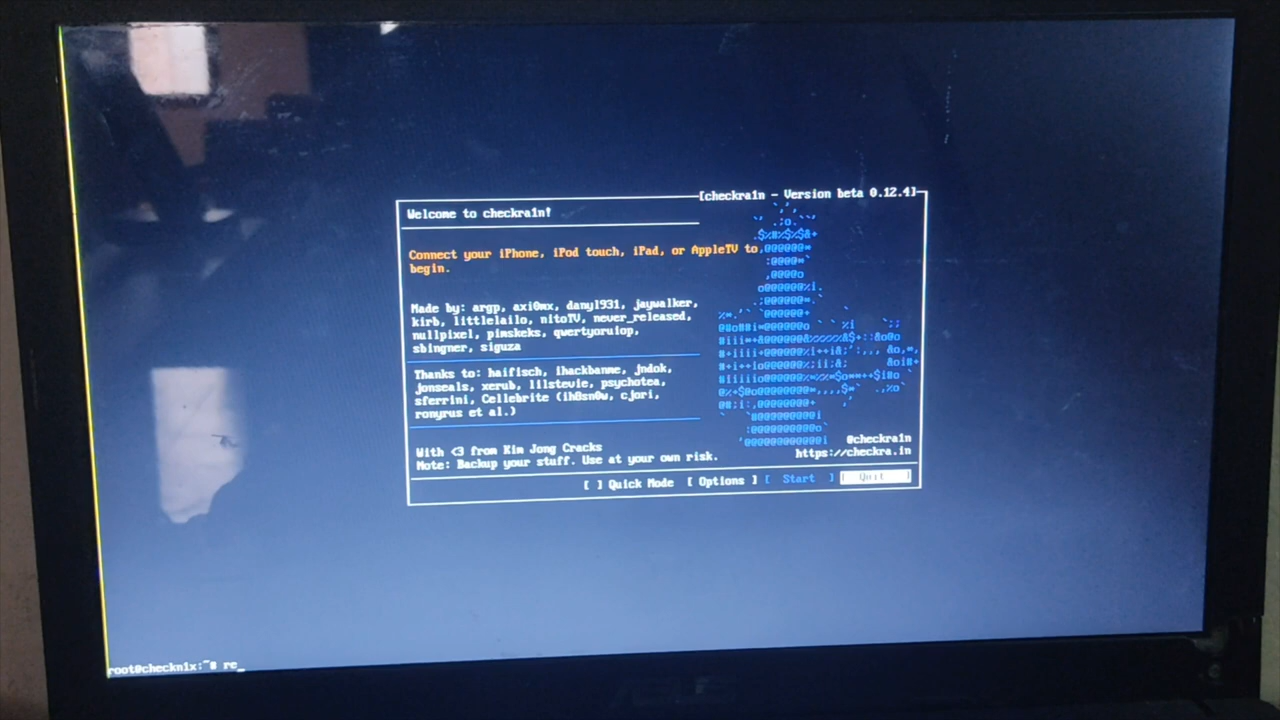 [checkra1n - Version beta 0.12.4]
Welcome to checkra1n!
Connect your iPhone, iPod touch, iPad, or AppleTV to
begin.
Made by: argp, axi0mx, danyl931, jaywalker,
kirb, littlelailo, nitoTV, never_released,
nullpixel, pimskeks, qwertyoruiop,
sbingner, siguza
Thanks to: haifisch, ihackbanme, jndok,
jonseals, xerub, lilstevie, psychotea,
sferrini, Cellebrite (ih8sn0w, cjori,
ronyrus et al.)
With <3 from Kim Jong Cracks
Note: Backup your stuff. Use at your own risk.
@checkra1n
https://checkra.in
[ ] Quick Mode [ Options ] [ Start ] [ Quit ]
root@checkn1x:~# re_